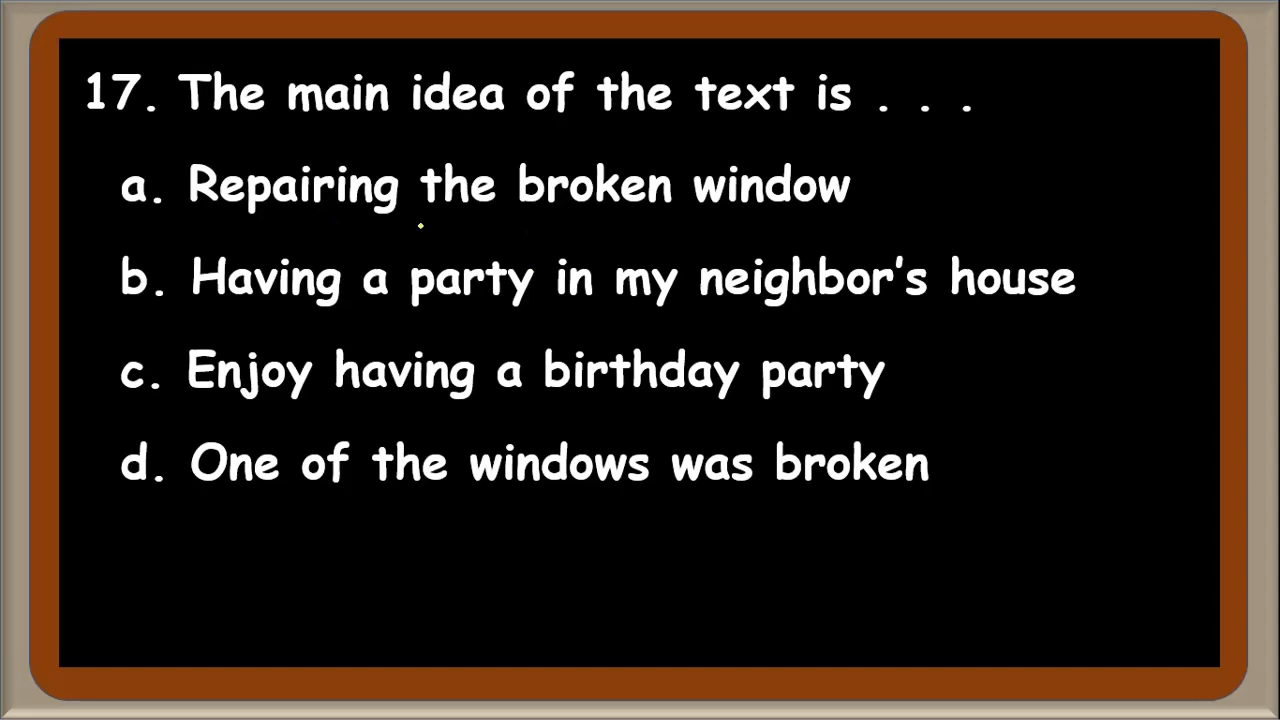 17. The main idea of the text is . . .
a. Repairing the broken window
b. Having a party in my neighbor’s house
c. Enjoy having a birthday party
d. One of the windows was broken